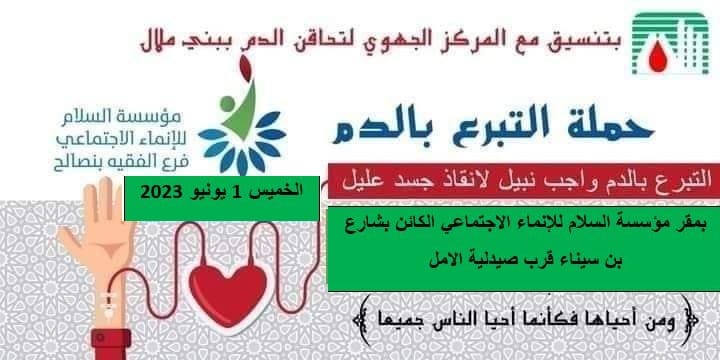 بتنسيق مع المركز الجهوي لتحاقن الدم ببني ملال
مؤسسة السلام
للإنماء الاجتماعي
فرع الفقيه بنصالح
حملة التبرع بالدم
التبرع بالدم واجب نبيل لانقاذ جسد عليل
الخميس 1 يونيو 2023
بمقر مؤسسة السلام للإنماء الاجتماعي الكائن بشارع
بن سيناء قرب صيدلية الامل
﴿ ومن أحياها فكأنما أحيا الناس جميعا ﴾